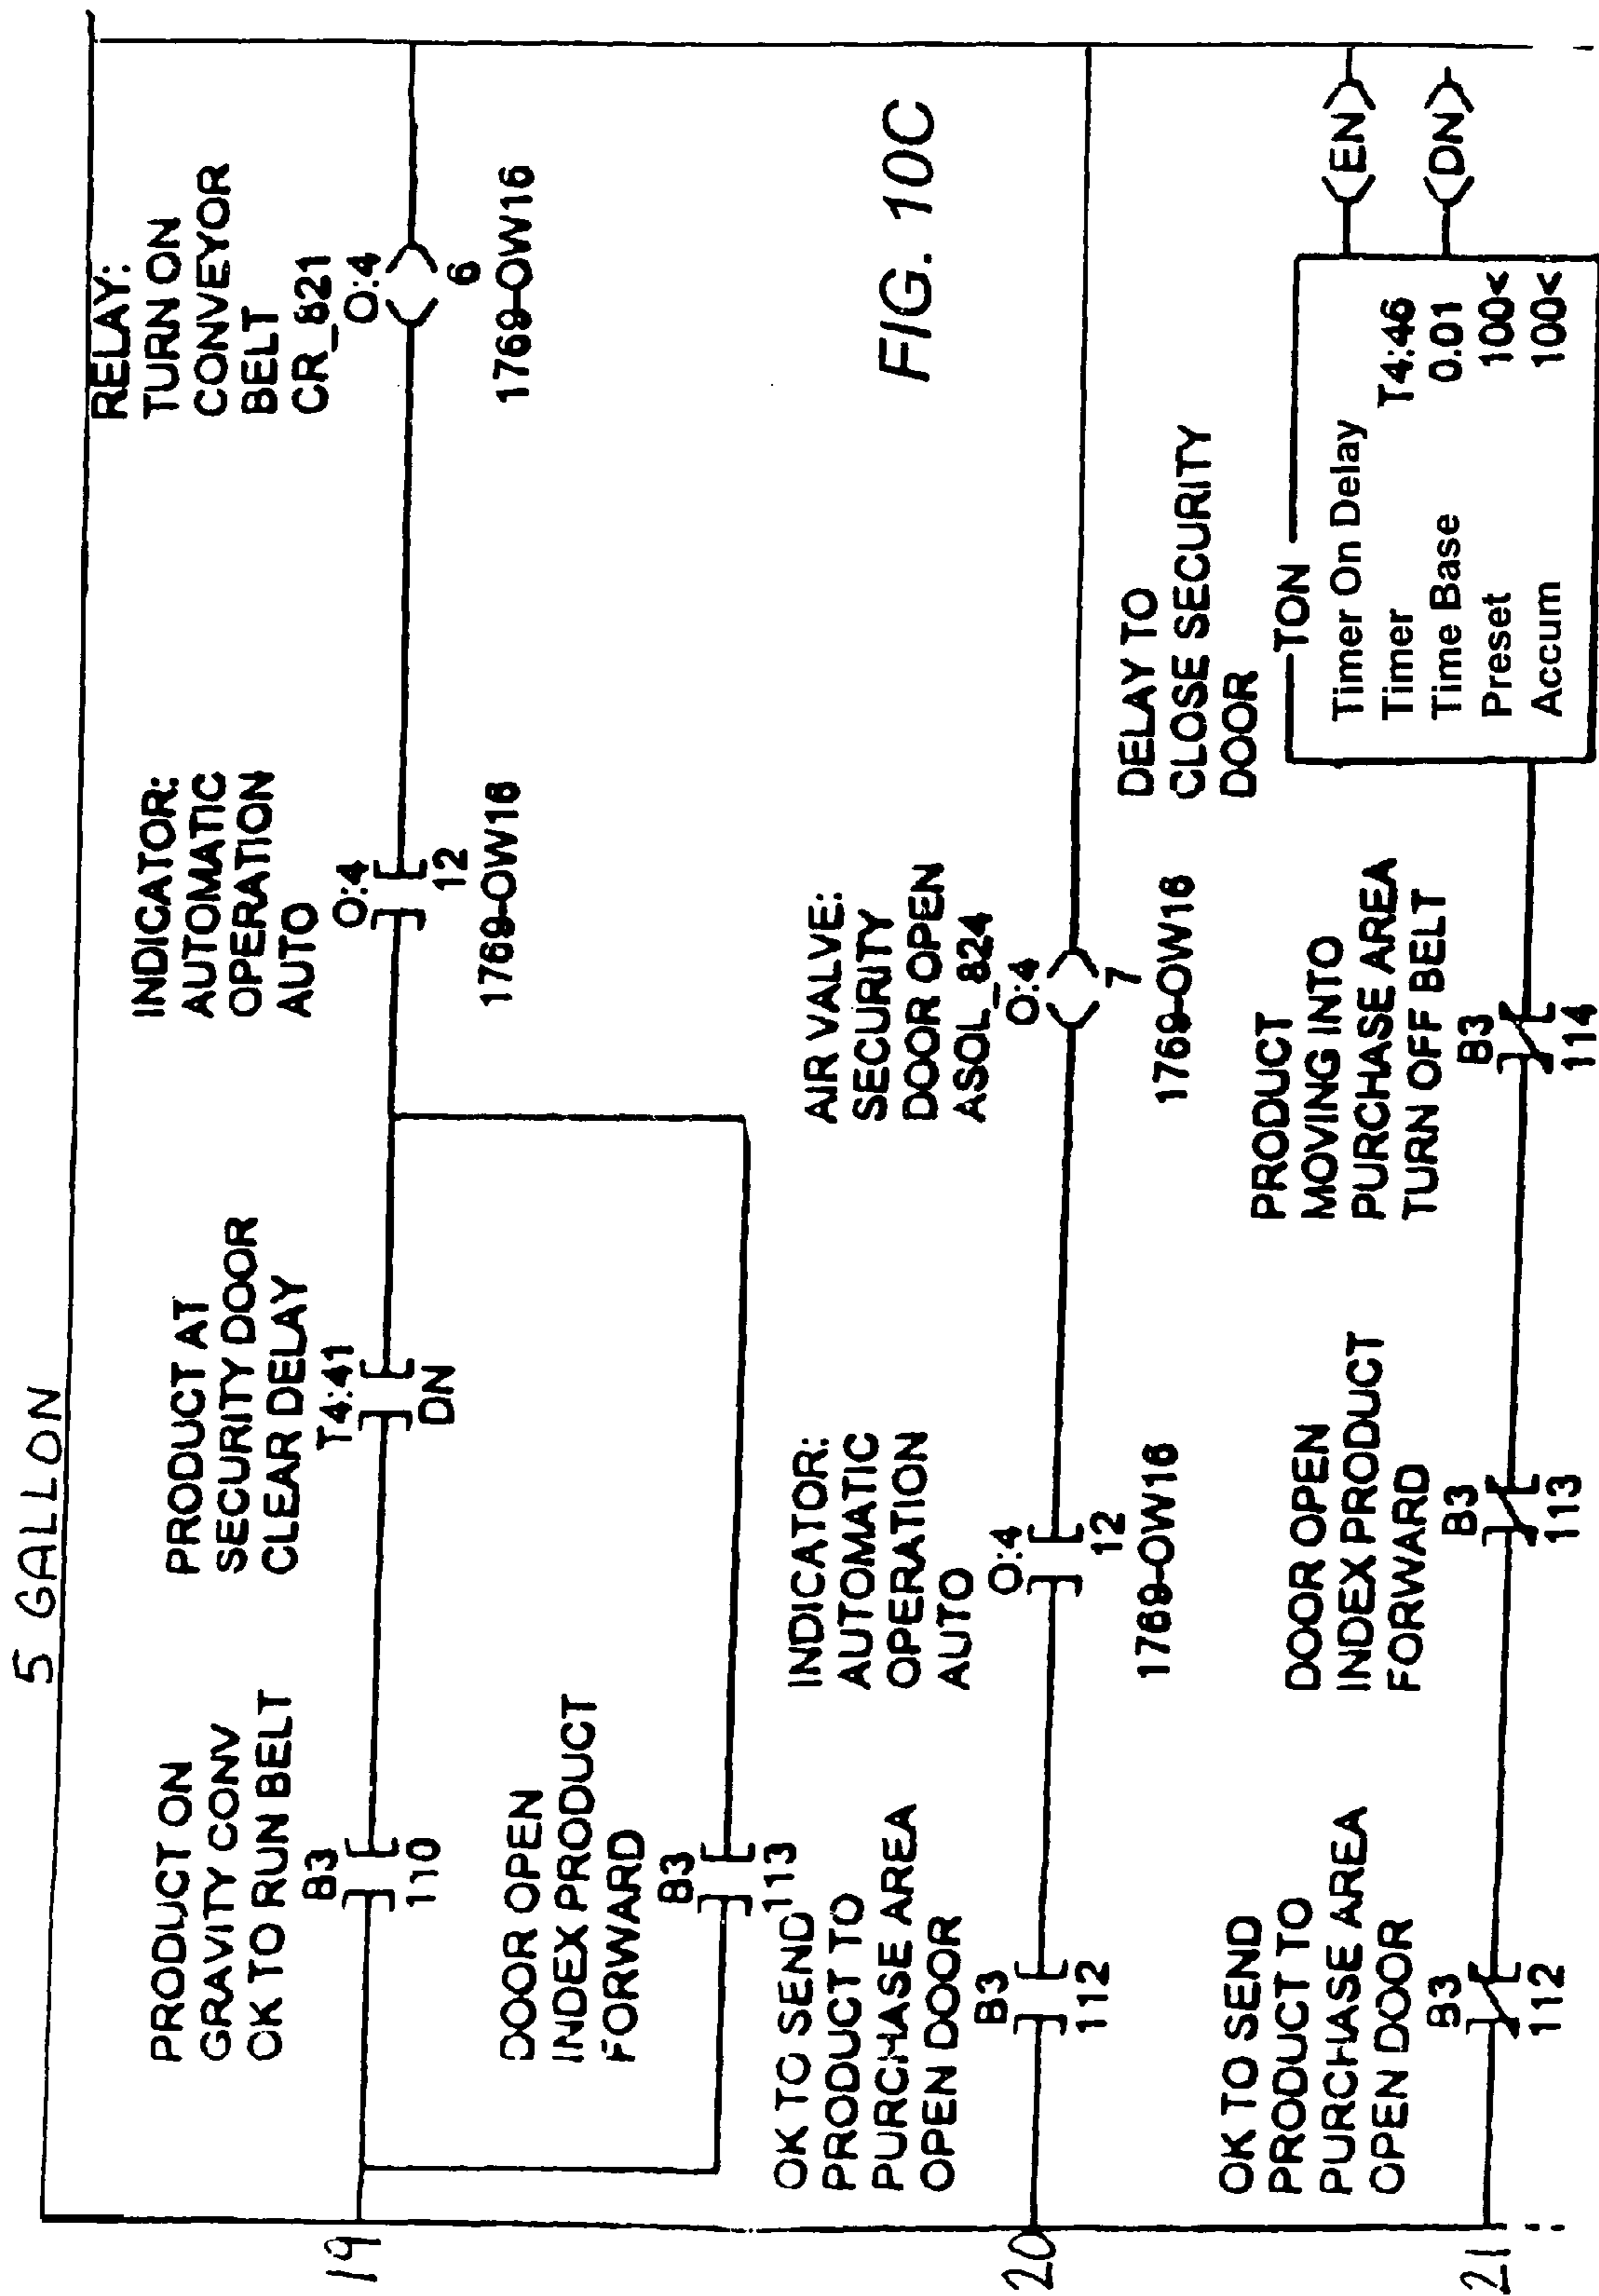 5 GALLON
19
PRODUCT ON
GRAVITY CONV
OK TO RUN BELT
B3
110
PRODUCT AT
SECURITY DOOR
CLEAR DELAY
T4:41
DN
INDICATOR:
AUTOMATIC
OPERATION
AUTO
O:4
12
1769-OW16
RELAY:
TURN ON
CONVEYOR
BELT
CR_821
O:4
6
1769-OW16
DOOR OPEN
INDEX PRODUCT
FORWARD
B3
113
20
OK TO SEND
PRODUCT TO
PURCHASE AREA
OPEN DOOR
B3
112
INDICATOR:
AUTOMATIC
OPERATION
AUTO
O:4
12
1769-OW16
AIR VALVE:
SECURITY
DOOR OPEN
ASOL_824
O:4
7
1769-OW16
FIG. 10C
21
OK TO SEND
PRODUCT TO
PURCHASE AREA
OPEN DOOR
B3
112
DOOR OPEN
INDEX PRODUCT
FORWARD
B3
113
PRODUCT
MOVING INTO
PURCHASE AREA
TURN OFF BELT
B3
114
DELAY TO
CLOSE SECURITY
DOOR
TON
Timer On Delay
Timer T4:46
Time Base 0.01
Preset 100<
Accum 100<
EN
DN